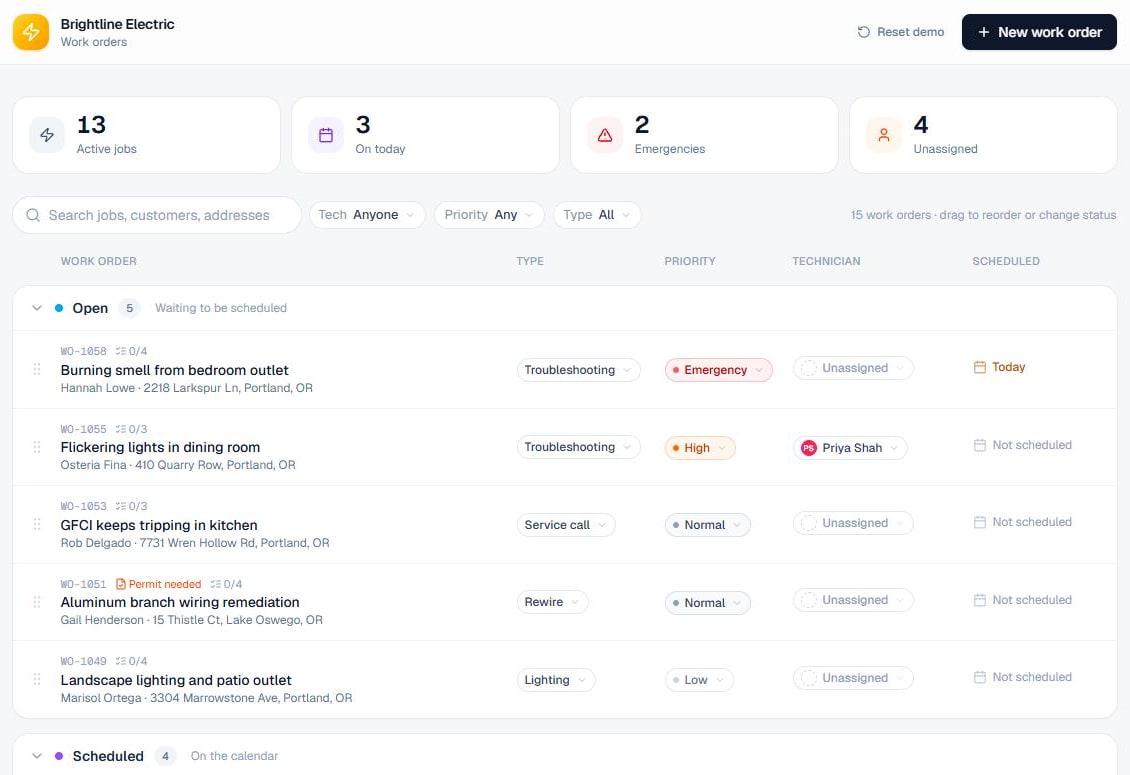 Brightline Electric
Work orders
Reset demo
New work order
13
Active jobs
3
On today
2
Emergencies
4
Unassigned
Search jobs, customers, addresses
Tech Anyone
Priority Any
Type All
15 work orders · drag to reorder or change status
WORK ORDER TYPE PRIORITY TECHNICIAN SCHEDULED
Open 5 Waiting to be scheduled
WO-1058 0/4
Burning smell from bedroom outlet
Hannah Lowe · 2218 Larkspur Ln, Portland, OR
Troubleshooting
Emergency
Unassigned
Today
WO-1055 0/3
Flickering lights in dining room
Osteria Fina · 410 Quarry Row, Portland, OR
Troubleshooting
High
PS Priya Shah
Not scheduled
WO-1053 0/3
GFCI keeps tripping in kitchen
Rob Delgado · 7731 Wren Hollow Rd, Portland, OR
Service call
Normal
Unassigned
Not scheduled
WO-1051 Permit needed 0/4
Aluminum branch wiring remediation
Gail Henderson · 15 Thistle Ct, Lake Oswego, OR
Rewire
Normal
Unassigned
Not scheduled
WO-1049 0/4
Landscape lighting and patio outlet
Marisol Ortega · 3304 Marrowstone Ave, Portland, OR
Lighting
Low
Unassigned
Not scheduled
Scheduled 4 On the calendar